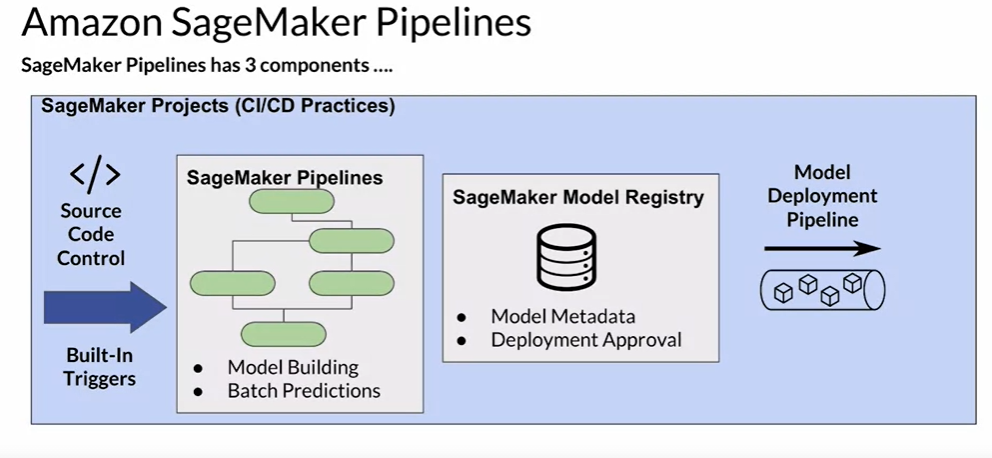 Amazon SageMaker Pipelines
SageMaker Pipelines has 3 components ....
SageMaker Projects (CI/CD Practices)
</>
Source
Code
Control
Built-In
Triggers
SageMaker Pipelines
● Model Building
● Batch Predictions
SageMaker Model Registry
● Model Metadata
● Deployment Approval
Model
Deployment
Pipeline